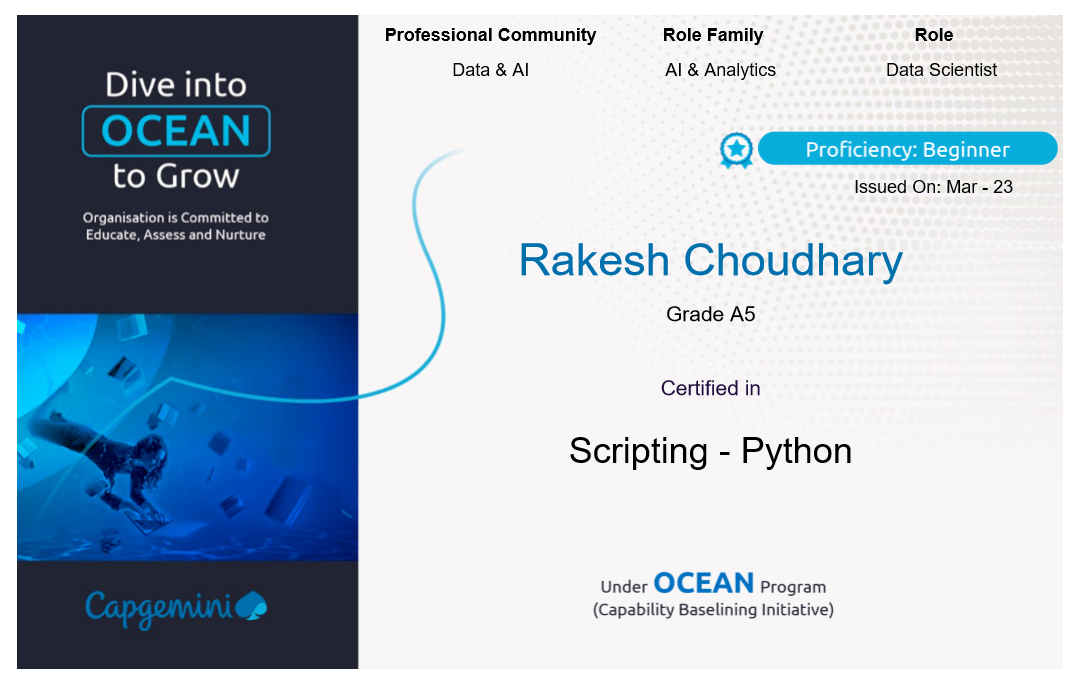 Dive into
OCEAN
to Grow
Organisation is Committed to
Educate, Assess and Nurture
Capgemini
Professional Community Role Family Role
Data & AI AI & Analytics Data Scientist
Proficiency: Beginner
Issued On: Mar - 23
Rakesh Choudhary
Grade A5
Certified in
Scripting - Python
Under OCEAN Program
(Capability Baselining Initiative)